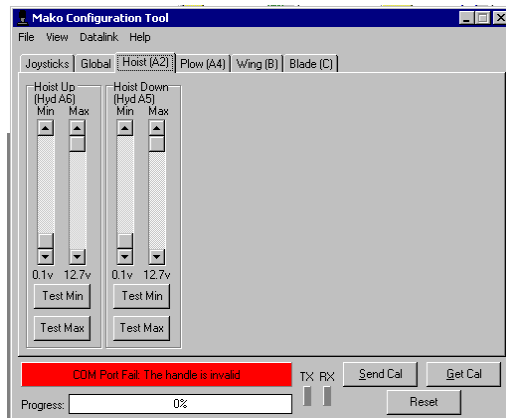 Mako Configuration Tool
File View Datalink Help
Joysticks Global Hoist (A2) Plow (A4) Wing (B) Blade (C)
Hoist Up Hoist Down
(Hyd A6) (Hyd A5)
Min Max Min Max
0.1v 12.7v 0.1v 12.7v
Test Min Test Min
Test Max Test Max
COM Port Fail: The handle is invalid TX RX Send Cal Get Cal
Progress: 0% Reset